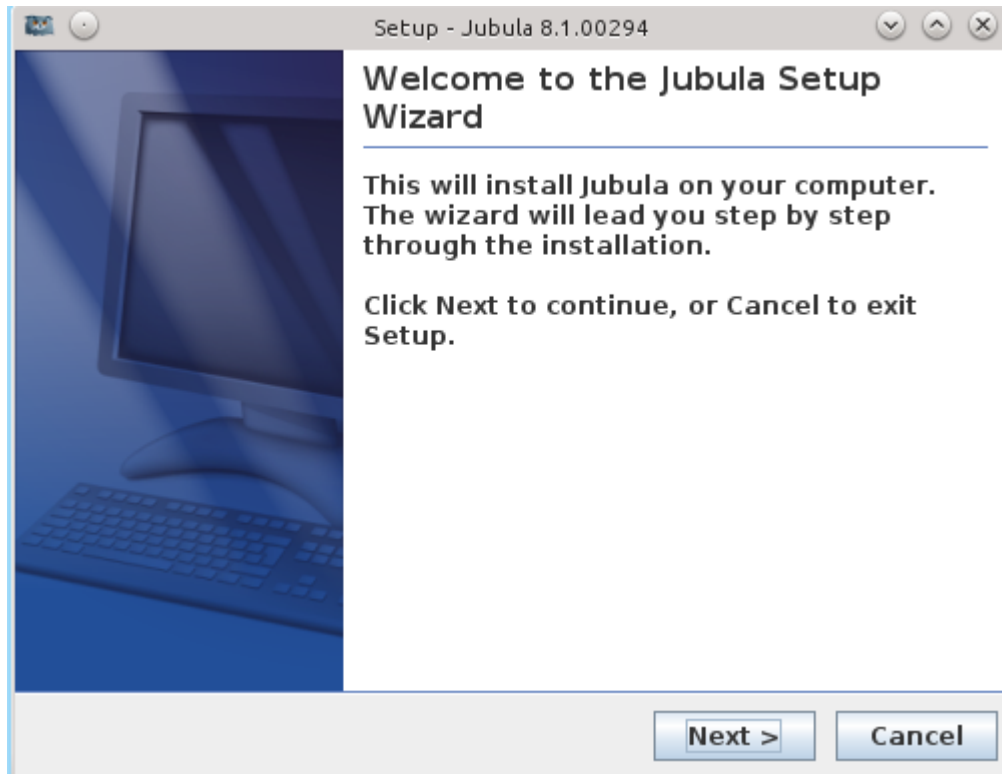 Setup - Jubula 8.1.00294
Welcome to the Jubula Setup
Wizard
This will install Jubula on your computer.
The wizard will lead you step by step
through the installation.
Click Next to continue, or Cancel to exit
Setup.
Next >
Cancel